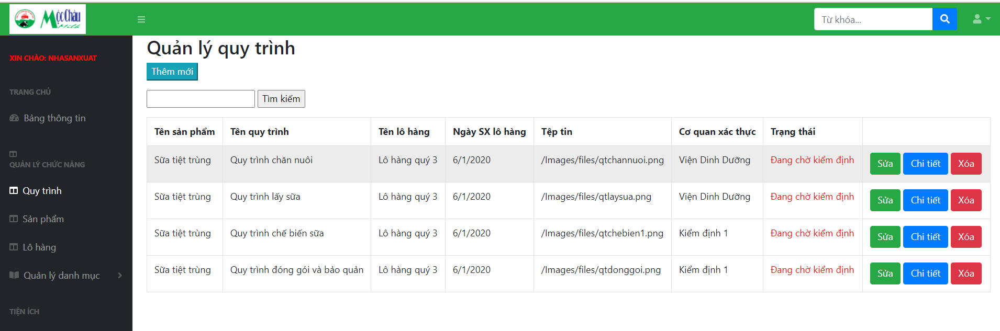 Mộc Châu
Milk
Từ khóa...
XIN CHÀO: NHASANXUAT
TRANG CHỦ
Bảng thông tin
QUẢN LÝ CHỨC NĂNG
Quy trình
Sản phẩm
Lô hàng
Quản lý danh mục
TIỆN ÍCH
Quản lý quy trình
Thêm mới
Tìm kiếm
Tên sản phẩm Tên quy trình Tên lô hàng Ngày SX lô hàng Tệp tin Cơ quan xác thực Trạng thái
Sữa tiệt trùng Quy trình chăn nuôi Lô hàng quý 3 6/1/2020 /Images/files/qtchannuoi.png Viện Dinh Dưỡng Đang chờ kiểm định Sửa Chi tiết Xóa
Sữa tiệt trùng Quy trình lấy sữa Lô hàng quý 3 6/1/2020 /Images/files/qtlaysua.png Viện Dinh Dưỡng Đang chờ kiểm định Sửa Chi tiết Xóa
Sữa tiệt trùng Quy trình chế biến sữa Lô hàng quý 3 6/1/2020 /Images/files/qtchebien1.png Kiểm định 1 Đang chờ kiểm định Sửa Chi tiết Xóa
Sữa tiệt trùng Quy trình đóng gói và bảo quản Lô hàng quý 3 6/1/2020 /Images/files/qtdonggoi.png Kiểm định 1 Đang chờ kiểm định Sửa Chi tiết Xóa